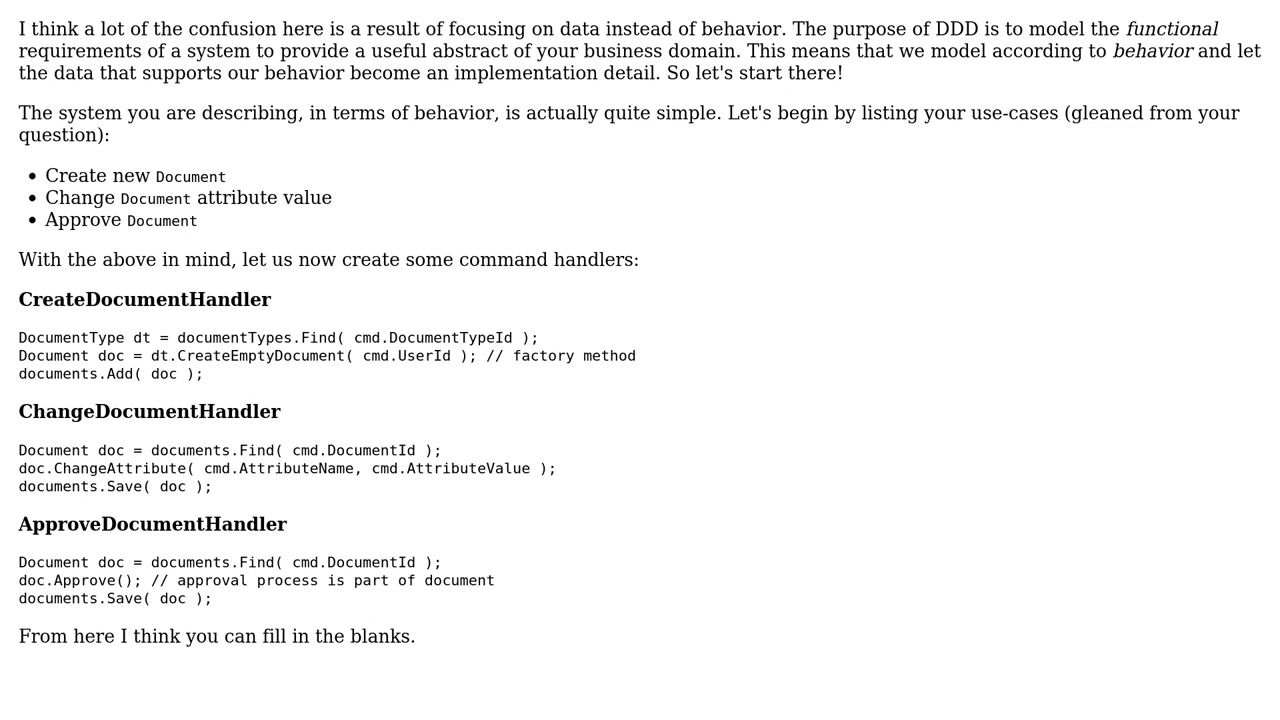 I think a lot of the confusion here is a result of focusing on data instead of behavior. The purpose of DDD is to model the functional
requirements of a system to provide a useful abstract of your business domain. This means that we model according to behavior and let
the data that supports our behavior become an implementation detail. So let's start there!
The system you are describing, in terms of behavior, is actually quite simple. Let's begin by listing your use-cases (gleaned from your
question):
• Create new Document
• Change Document attribute value
• Approve Document
With the above in mind, let us now create some command handlers:
CreateDocumentHandler
DocumentType dt = documentTypes.Find( cmd.DocumentTypeId );
Document doc = dt.CreateEmptyDocument( cmd.UserId ); // factory method
documents.Add( doc );
ChangeDocumentHandler
Document doc = documents.Find( cmd.DocumentId );
doc.ChangeAttribute( cmd.AttributeName, cmd.AttributeValue );
documents.Save( doc );
ApproveDocumentHandler
Document doc = documents.Find( cmd.DocumentId );
doc.Approve(); // approval process is part of document
documents.Save( doc );
From here I think you can fill in the blanks.